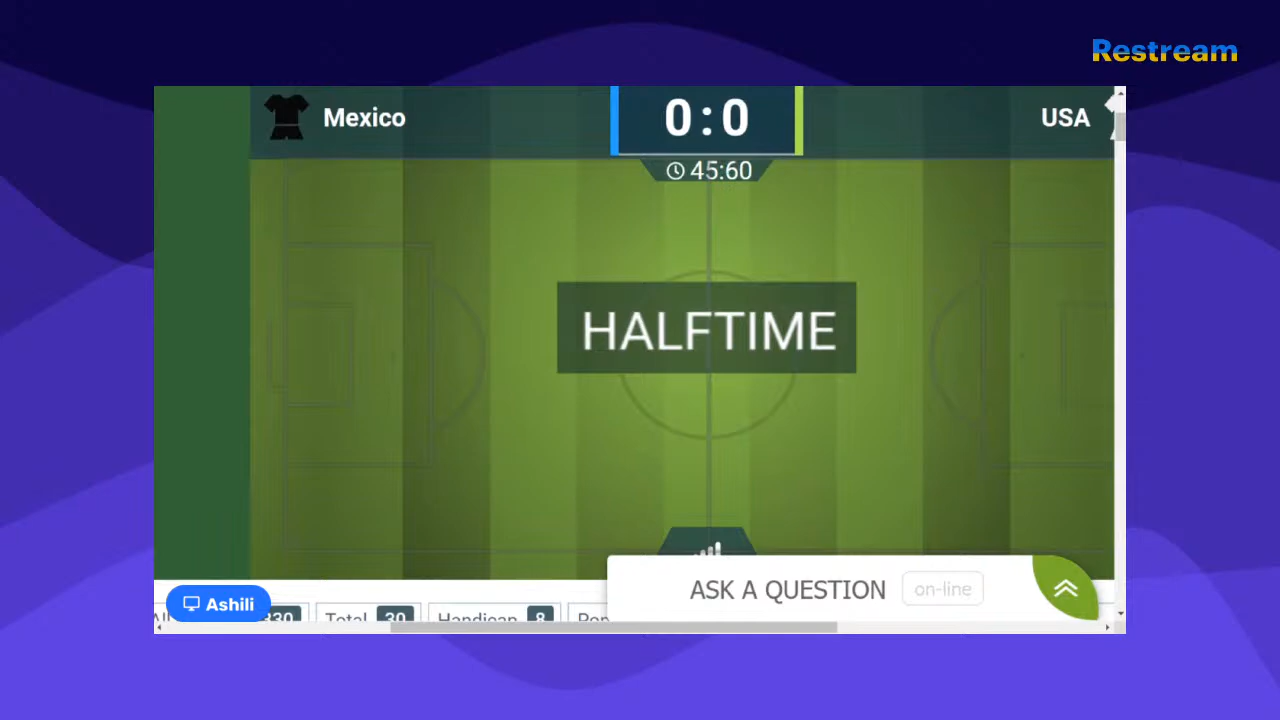 Restream
Mexico
0:0
USA
45:60
HALFTIME
ASK A QUESTION
on-line
Ashili
Total 30
Handicap 8